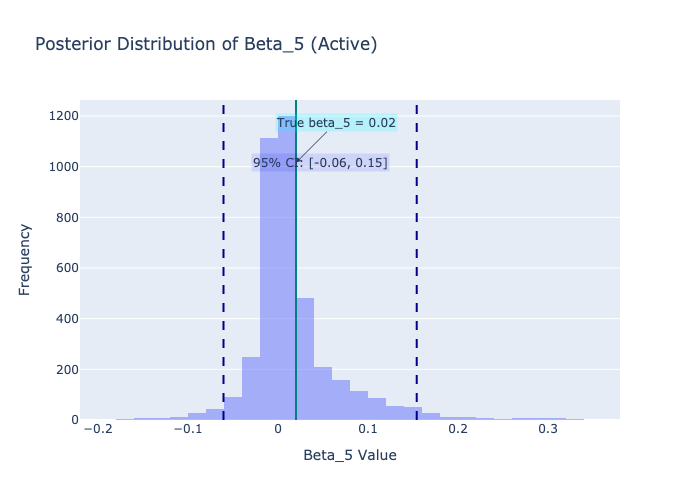 Posterior Distribution of Beta_5 (Active)
1200
True beta_5 = 0.02
1000
95% C.: [-0.06, 0.15]
800
600
400
200
0
Frequency
−0.2
−0.1
0
0.1
0.2
0.3
Beta_5 Value